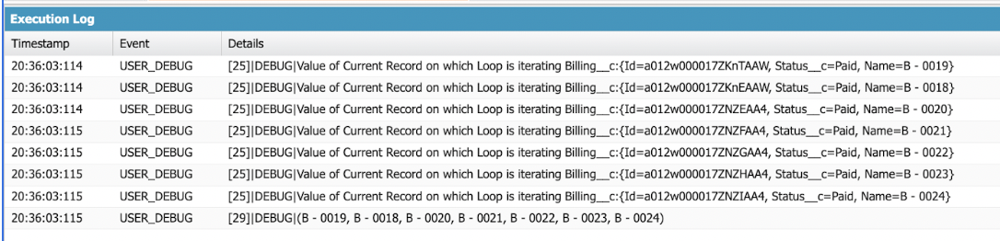 Execution Log
Timestamp Event Details
20:36:03:114 USER_DEBUG [25]|DEBUG|Value of Current Record on which Loop is iterating Billing__c:{Id=a012w000017ZKnTAAW, Status__c=Paid, Name=B - 0019}
20:36:03:114 USER_DEBUG [25]|DEBUG|Value of Current Record on which Loop is iterating Billing__c:{Id=a012w000017ZKnEAAW, Status__c=Paid, Name=B - 0018}
20:36:03:114 USER_DEBUG [25]|DEBUG|Value of Current Record on which Loop is iterating Billing__c:{Id=a012w000017ZNZEAA4, Status__c=Paid, Name=B - 0020}
20:36:03:115 USER_DEBUG [25]|DEBUG|Value of Current Record on which Loop is iterating Billing__c:{Id=a012w000017ZNZFAA4, Status__c=Paid, Name=B - 0021}
20:36:03:115 USER_DEBUG [25]|DEBUG|Value of Current Record on which Loop is iterating Billing__c:{Id=a012w000017ZNZGAA4, Status__c=Paid, Name=B - 0022}
20:36:03:115 USER_DEBUG [25]|DEBUG|Value of Current Record on which Loop is iterating Billing__c:{Id=a012w000017ZNZHAA4, Status__c=Paid, Name=B - 0023}
20:36:03:115 USER_DEBUG [25]|DEBUG|Value of Current Record on which Loop is iterating Billing__c:{Id=a012w000017ZNZIAA4, Status__c=Paid, Name=B - 0024}
20:36:03:115 USER_DEBUG [29]|DEBUG|(B - 0019, B - 0018, B - 0020, B - 0021, B - 0022, B - 0023, B - 0024)